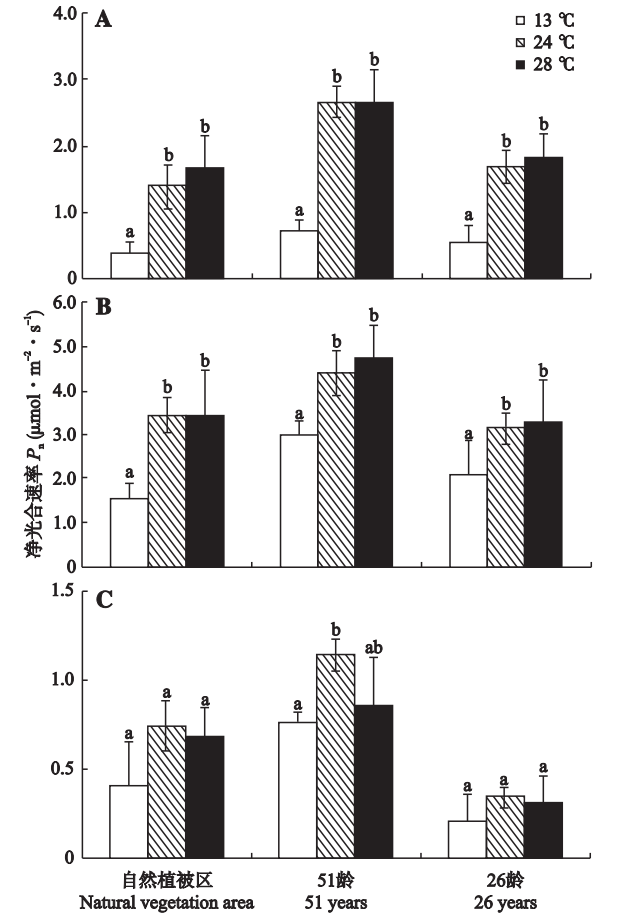 A
4.0
3.0
2.0
1.0
0
13 ℃
24 ℃
28 ℃
a b b
a b b
a b b
B
6.0
5.0
4.0
3.0
2.0
1.0
0
a b b
a b b
a b b
净光合速率 Pn (μmol·m⁻²·s⁻¹)
C
1.5
1.0
0.5
0
a a a
a b ab
a a a
自然植被区 51龄 26龄
Natural vegetation area 51 years 26 years